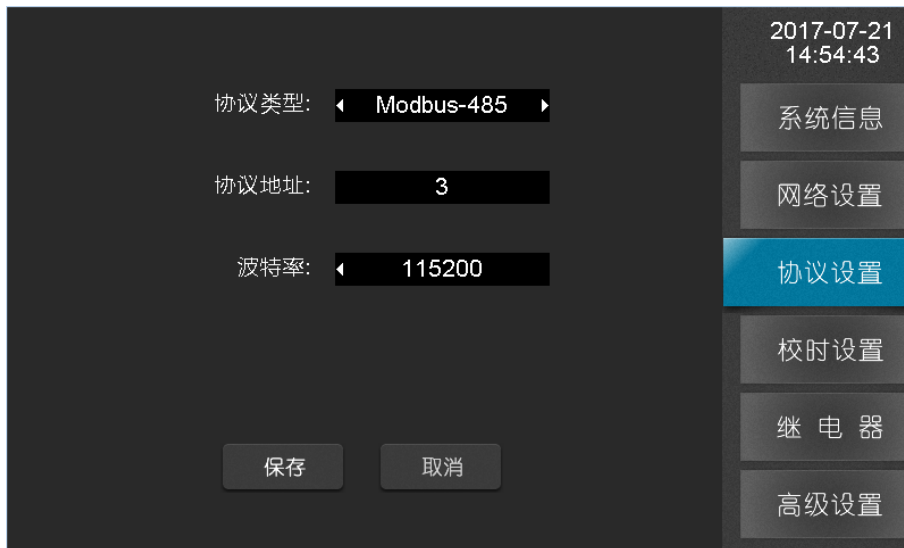 2017-07-21
14:54:43
协议类型: Modbus-485
协议地址: 3
波特率: 115200
保存 取消
系统信息
网络设置
协议设置
校时设置
继 电 器
高级设置